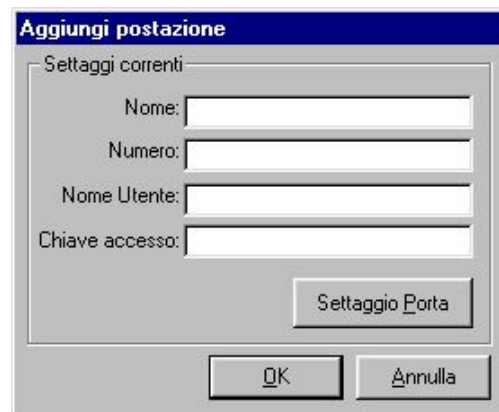 Aggiungi postazione
Settaggi correnti
Nome:
Numero:
Nome Utente:
Chiave accesso:
Settaggio Porta
OK Annulla